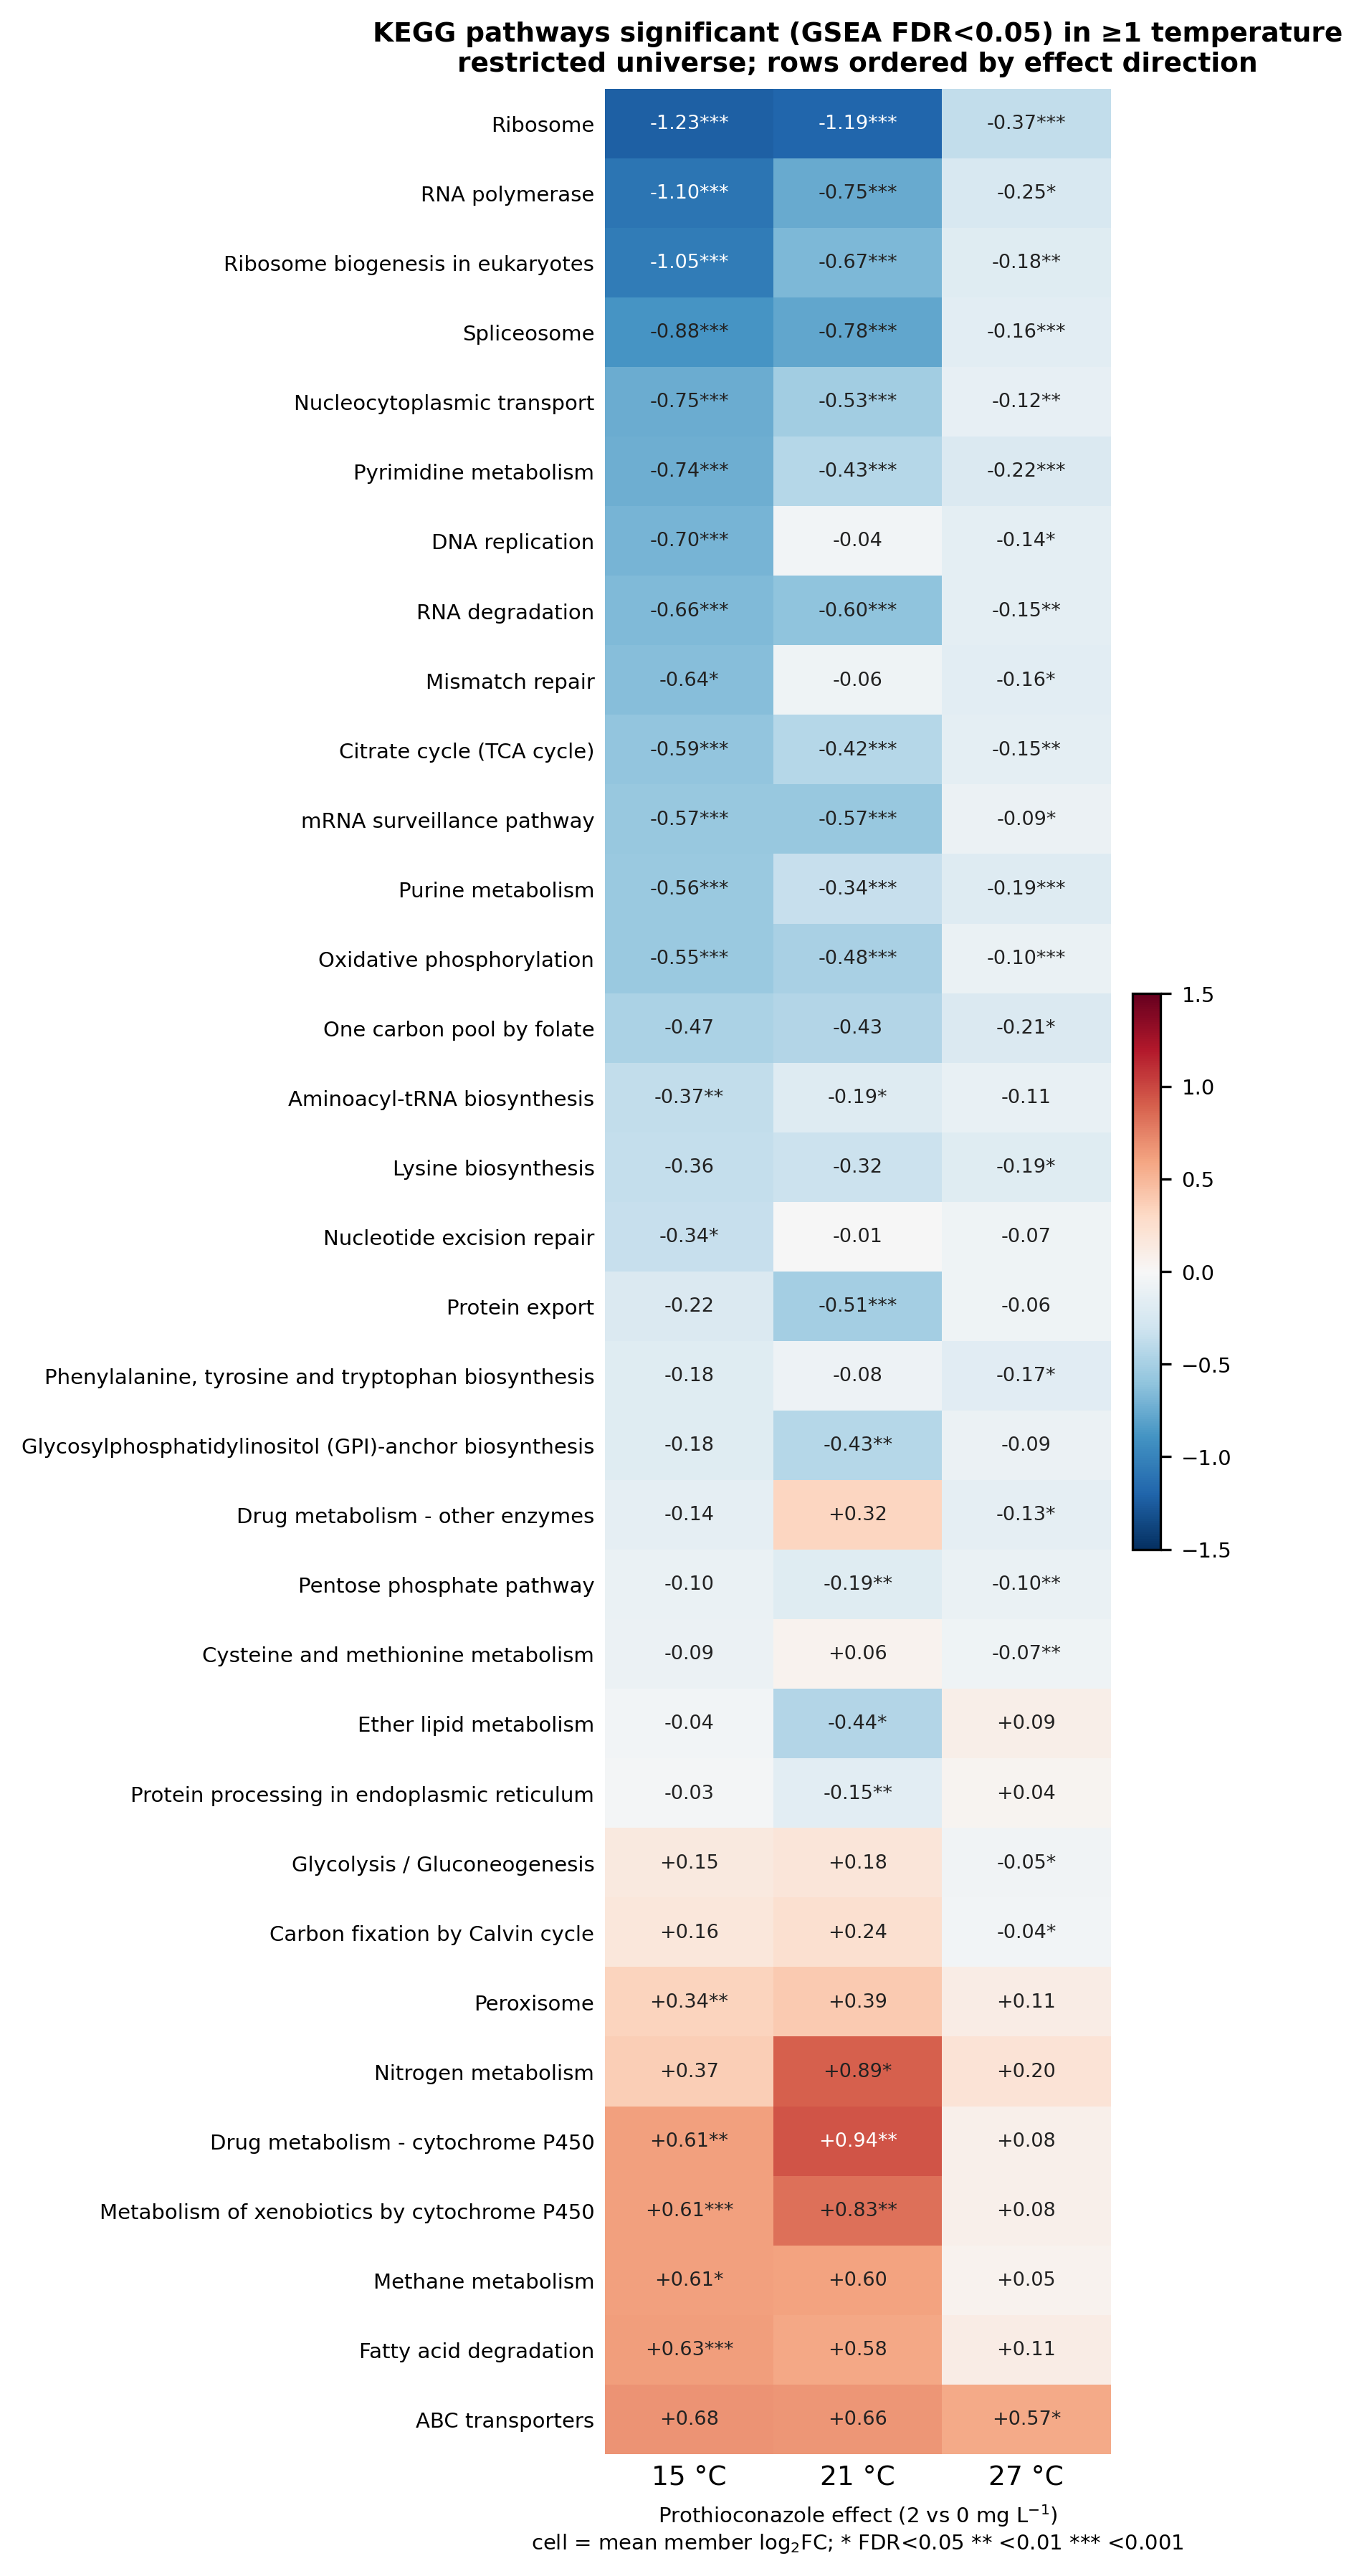 KEGG pathways significant (GSEA FDR<0.05) in ≥1 temperature
restricted universe; rows ordered by effect direction
Ribosome -1.23*** -1.19*** -0.37***
RNA polymerase -1.10*** -0.75*** -0.25*
Ribosome biogenesis in eukaryotes -1.05*** -0.67*** -0.18**
Spliceosome -0.88*** -0.78*** -0.16***
Nucleocytoplasmic transport -0.75*** -0.53*** -0.12**
Pyrimidine metabolism -0.74*** -0.43*** -0.22***
DNA replication -0.70*** -0.04 -0.14*
RNA degradation -0.66*** -0.60*** -0.15**
Mismatch repair -0.64* -0.06 -0.16*
Citrate cycle (TCA cycle) -0.59*** -0.42*** -0.15**
mRNA surveillance pathway -0.57*** -0.57*** -0.09*
Purine metabolism -0.56*** -0.34*** -0.19***
Oxidative phosphorylation -0.55*** -0.48*** -0.10***
One carbon pool by folate -0.47 -0.43 -0.21*
Aminoacyl-tRNA biosynthesis -0.37** -0.19* -0.11
Lysine biosynthesis -0.36 -0.32 -0.19*
Nucleotide excision repair -0.34* -0.01 -0.07
Protein export -0.22 -0.51*** -0.06
Phenylalanine, tyrosine and tryptophan biosynthesis -0.18 -0.08 -0.17*
Glycosylphosphatidylinositol (GPI)-anchor biosynthesis -0.18 -0.43** -0.09
Drug metabolism - other enzymes -0.14 +0.32 -0.13*
Pentose phosphate pathway -0.10 -0.19** -0.10**
Cysteine and methionine metabolism -0.09 +0.06 -0.07**
Ether lipid metabolism -0.04 -0.44* +0.09
Protein processing in endoplasmic reticulum -0.03 -0.15** +0.04
Glycolysis / Gluconeogenesis +0.15 +0.18 -0.05*
Carbon fixation by Calvin cycle +0.16 +0.24 -0.04*
Peroxisome +0.34** +0.39 +0.11
Nitrogen metabolism +0.37 +0.89* +0.20
Drug metabolism - cytochrome P450 +0.61** +0.94** +0.08
Metabolism of xenobiotics by cytochrome P450 +0.61*** +0.83** +0.08
Methane metabolism +0.61* +0.60 +0.05
Fatty acid degradation +0.63*** +0.58 +0.11
ABC transporters +0.68 +0.66 +0.57*
15 °C 21 °C 27 °C
Prothioconazole effect (2 vs 0 mg L⁻¹)
cell = mean member log₂FC; * FDR<0.05 ** <0.01 *** <0.001
1.5
1.0
0.5
0.0
−0.5
−1.0
−1.5